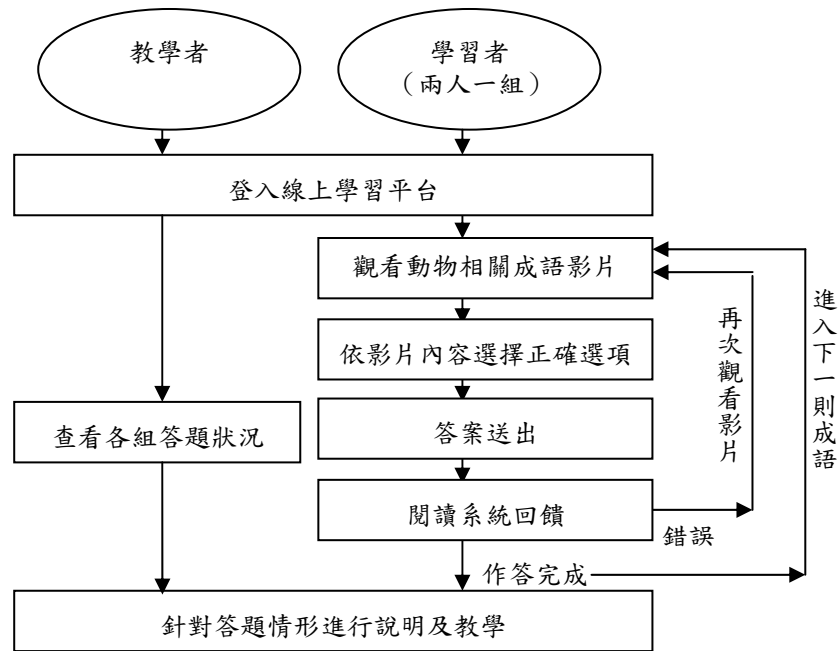 教學者
學習者
（兩人一組）
登入線上學習平台
觀看動物相關成語影片
依影片內容選擇正確選項
查看各組答題狀況
答案送出
閱讀系統回饋
錯誤
再次觀看影片
進入下一則成語
作答完成
針對答題情形進行說明及教學